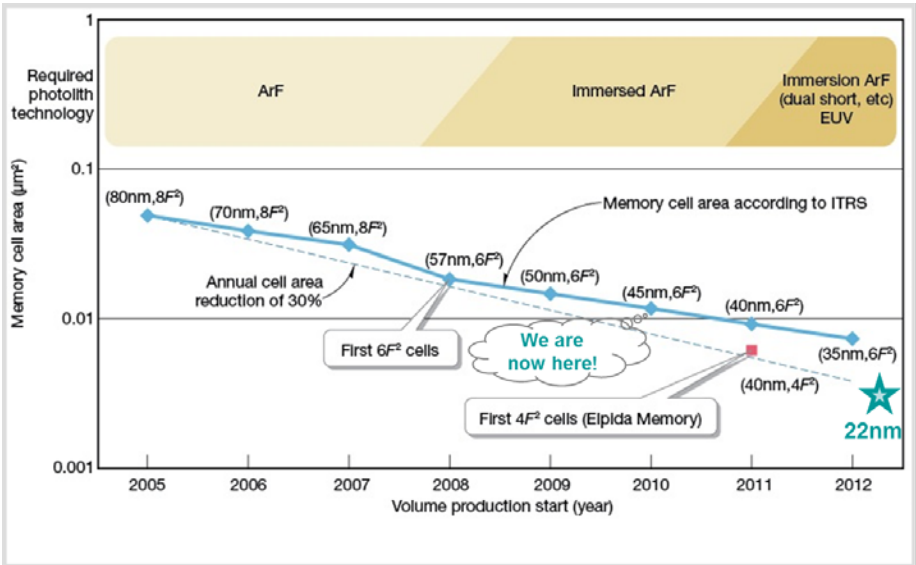 1
Required
photolith
technology
ArF
Immersed ArF
Immersion ArF
(dual short, etc)
EUV
0.1
Memory cell area (μm²)
(80nm,8F²)
(70nm,8F²)
(65nm,8F²)
Memory cell area according to ITRS
(57nm,6F²)
(50nm,6F²)
Annual cell area
reduction of 30%
(45nm,6F²)
(40nm,6F²)
0.01
First 6F² cells
We are
now here!
(35nm,6F²)
(40nm,4F²)
First 4F² cells (Elpida Memory)
22nm
0.001
2005 2006 2007 2008 2009 2010 2011 2012
Volume production start (year)